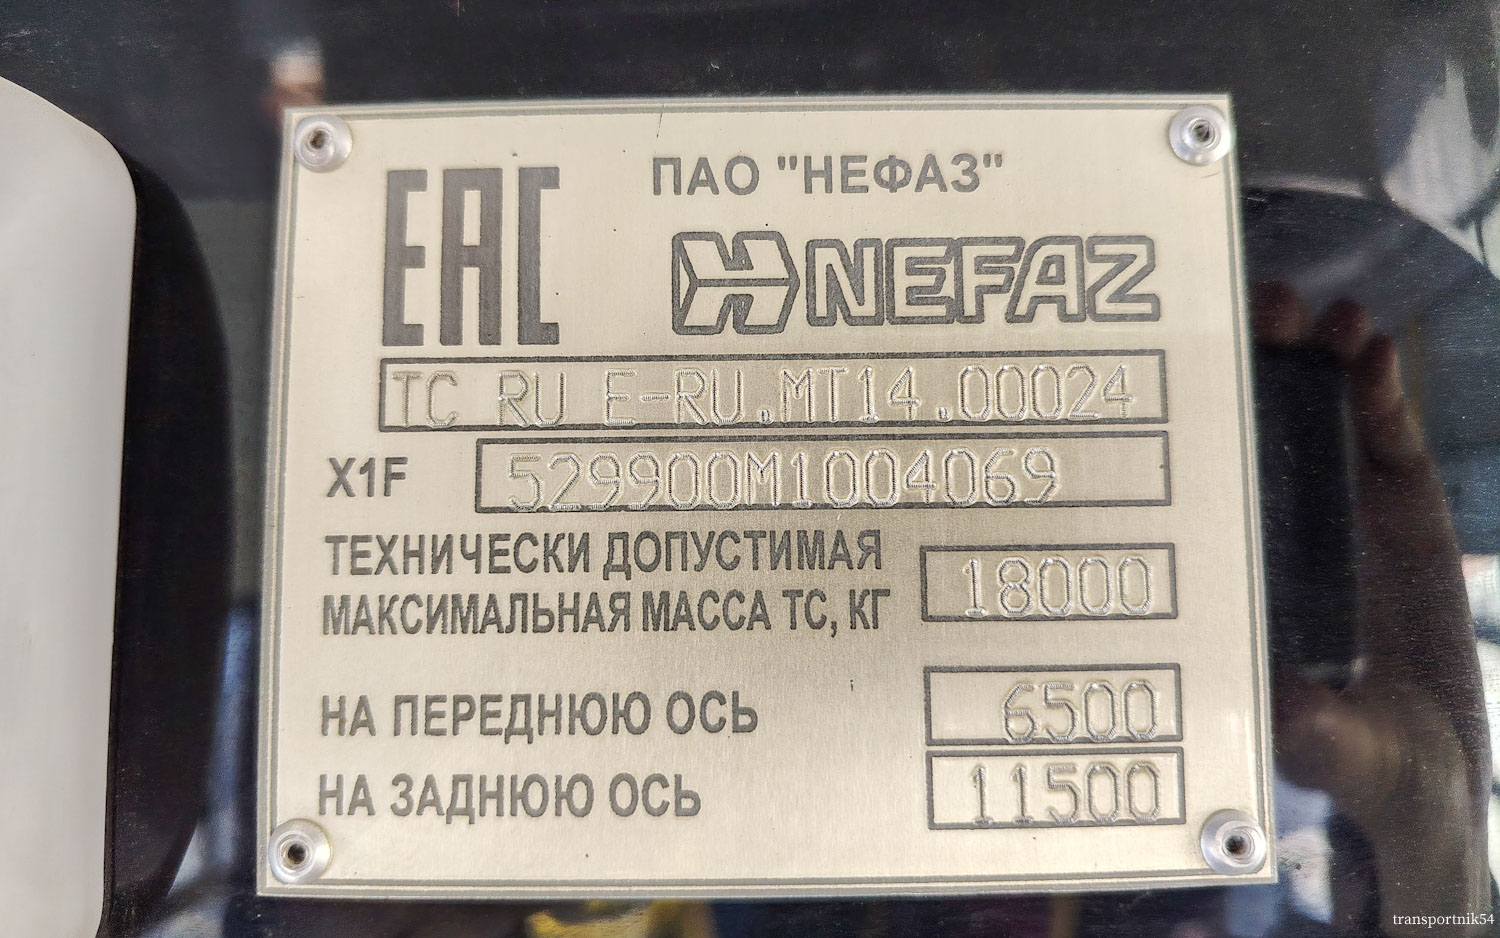 EAC
ПАО "НЕФАЗ"
NEFAZ
ТС RU Е-RU.МТ14.00024
X1F 529900M1004069
ТЕХНИЧЕСКИ ДОПУСТИМАЯ
МАКСИМАЛЬНАЯ МАССА ТС, КГ 18000
НА ПЕРЕДНЮЮ ОСЬ 6500
НА ЗАДНЮЮ ОСЬ 11500
transportnik54